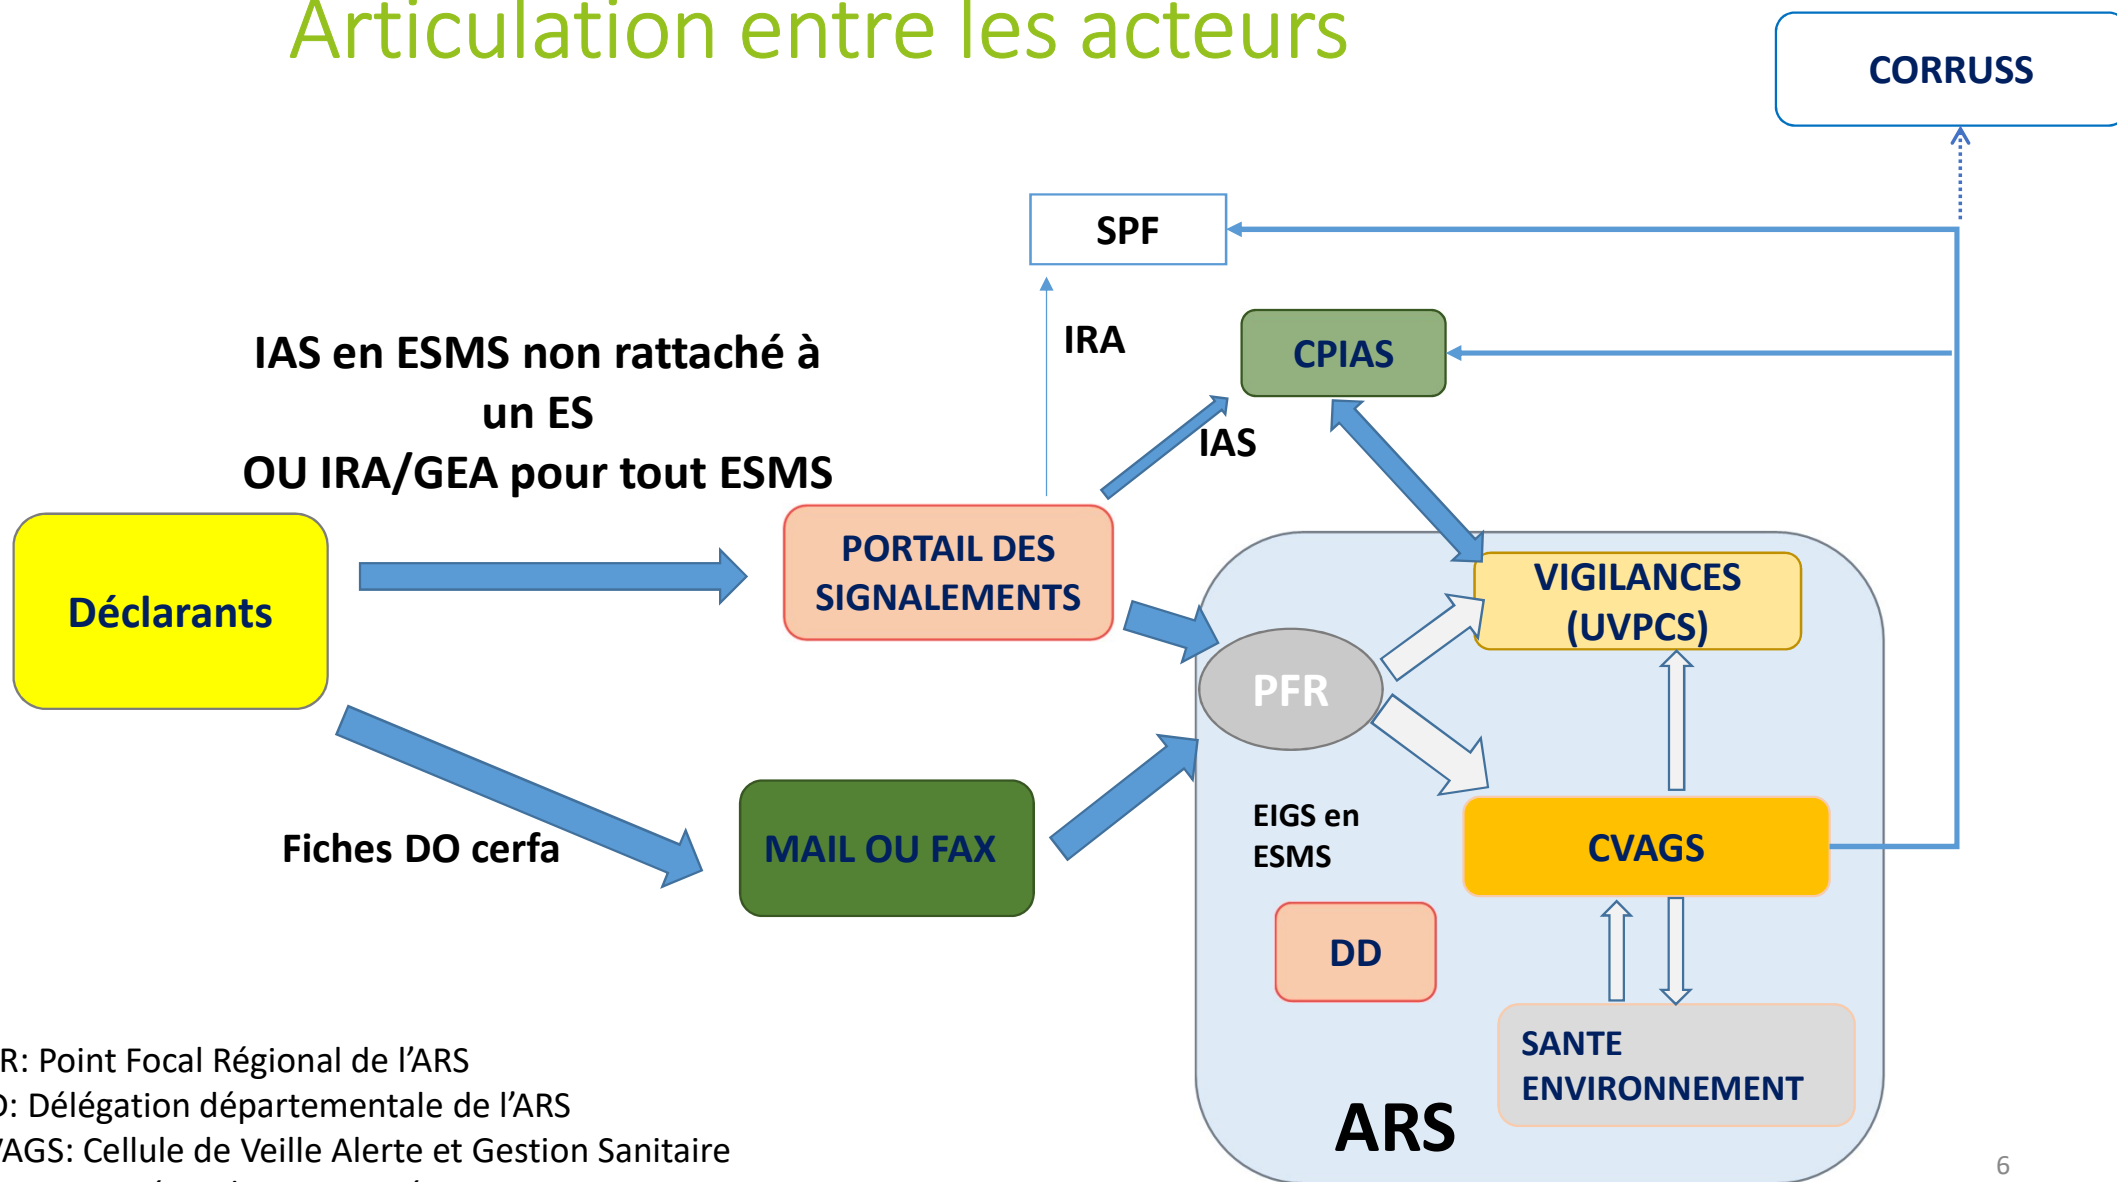 Articulation entre les acteurs
CORRUSS
SPF
IRA
CPIAS
IAS en ESMS non rattaché à
un ES
OU IRA/GEA pour tout ESMS
IAS
Déclarants
PORTAIL DES
SIGNALEMENTS
VIGILANCES
(UVPCS)
PFR
Fiches DO cerfa
MAIL OU FAX
EIGS en
ESMS
CVAGS
DD
SANTE
ENVIRONNEMENT
ARS
R: Point Focal Régional de l’ARS
: Délégation départementale de l’ARS
AGS: Cellule de Veille Alerte et Gestion Sanitaire
6